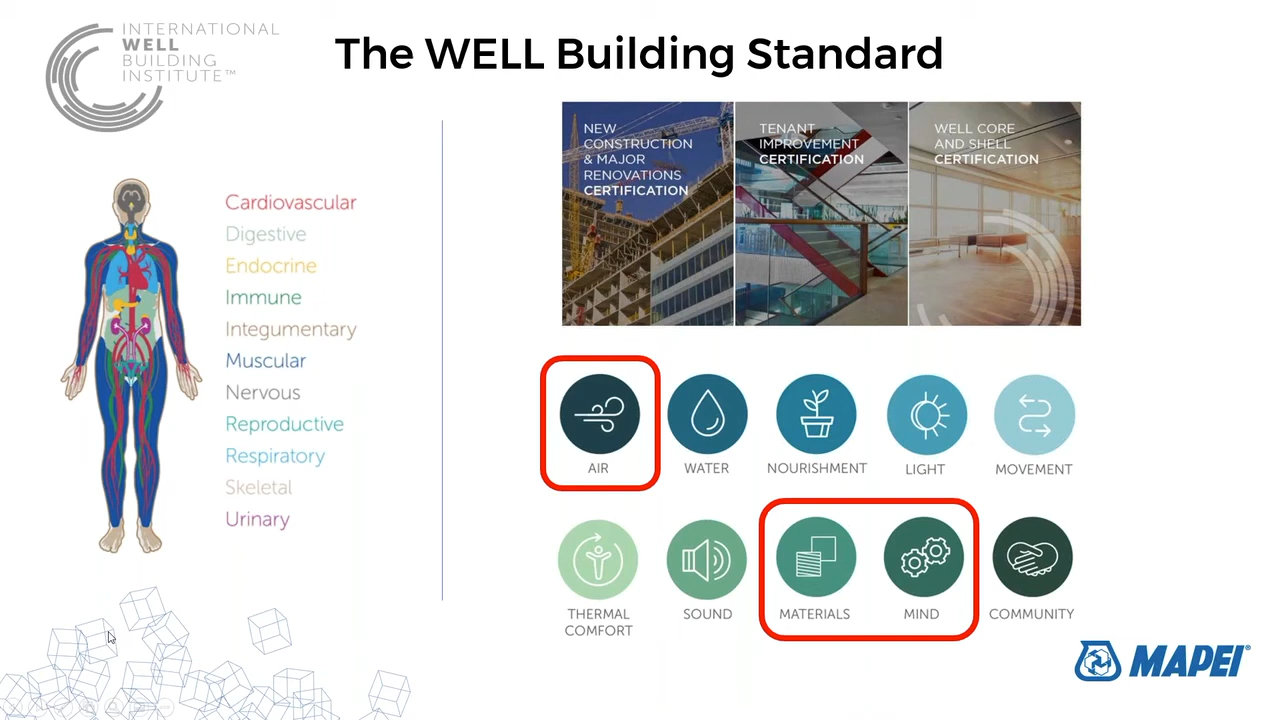 INTERNATIONAL
WELL
BUILDING
INSTITUTE™
The WELL Building Standard
Cardiovascular
Digestive
Endocrine
Immune
Integumentary
Muscular
Nervous
Reproductive
Respiratory
Skeletal
Urinary
NEW
CONSTRUCTION
& MAJOR
RENOVATIONS
CERTIFICATION
TENANT
IMPROVEMENT
CERTIFICATION
WELL CORE
AND SHELL
CERTIFICATION
AIR
WATER
NOURISHMENT
LIGHT
MOVEMENT
THERMAL
COMFORT
SOUND
MATERIALS
MIND
COMMUNITY
MAPEI®